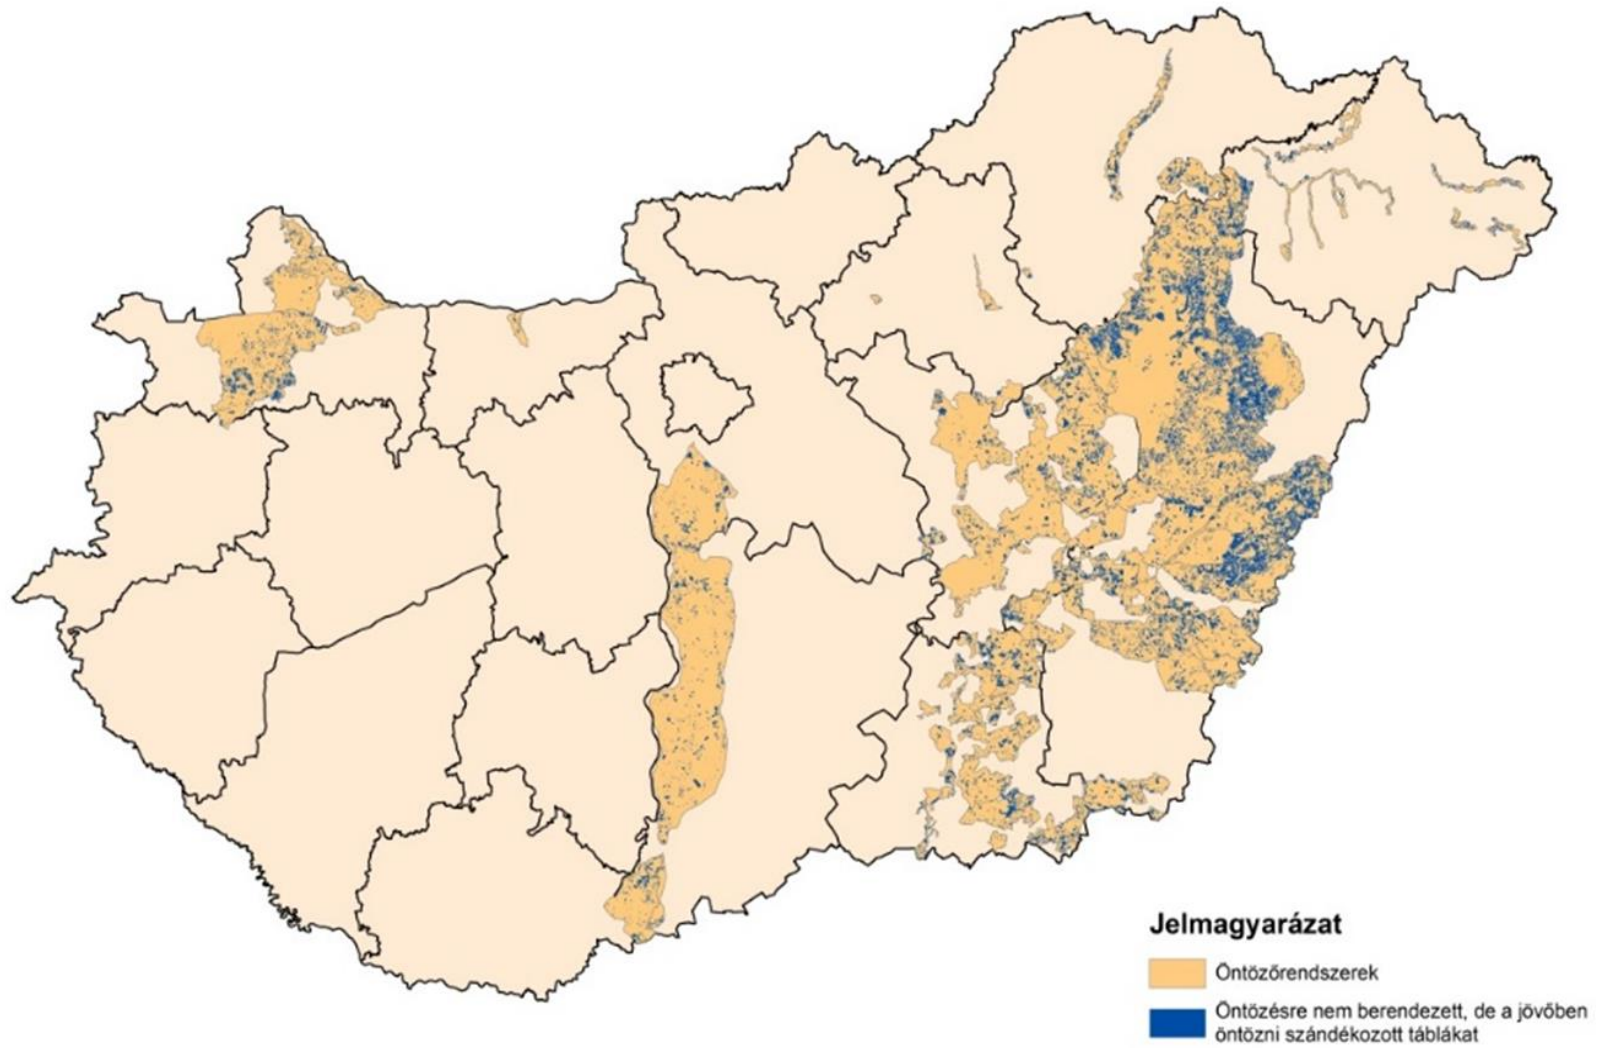 Jelmagyarázat
Öntözőrendszerek
Öntözésre nem berendezett, de a jövőben
öntözni szándékozott táblákat